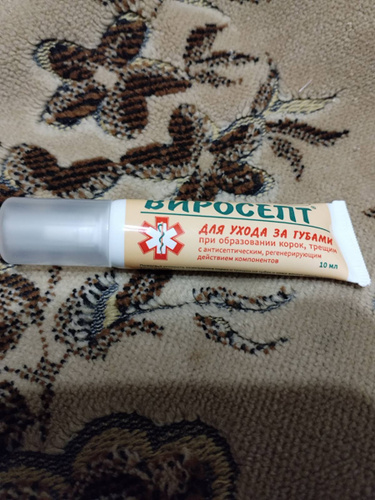 ВИРОСЕПТ®
ДЛЯ УХОДА ЗА ГУБАМИ
при образовании корок, трещин
с антисептическим, регенерирующим
действием компонентов
10 мл